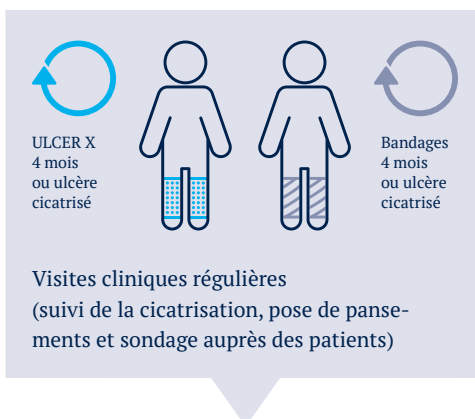 ULCER X
4 mois
ou ulcère
cicatrisé
Bandages
4 mois
ou ulcère
cicatrisé
Visites cliniques régulières
(suivi de la cicatrisation, pose de panse-
ments et sondage auprès des patients)